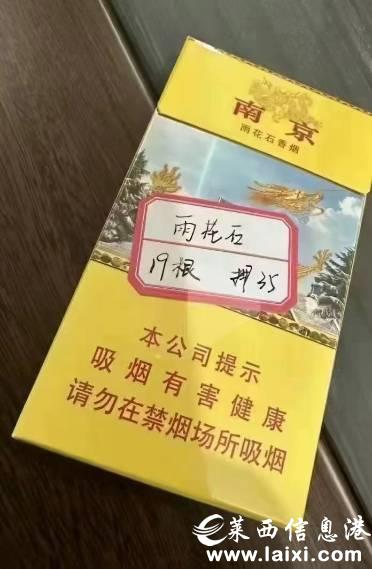 南京
雨花石香烟
雨花石
19根 押35
本公司提示
吸烟有害健康
请勿在禁烟场所吸烟
莱西信息港
www.laixi.com